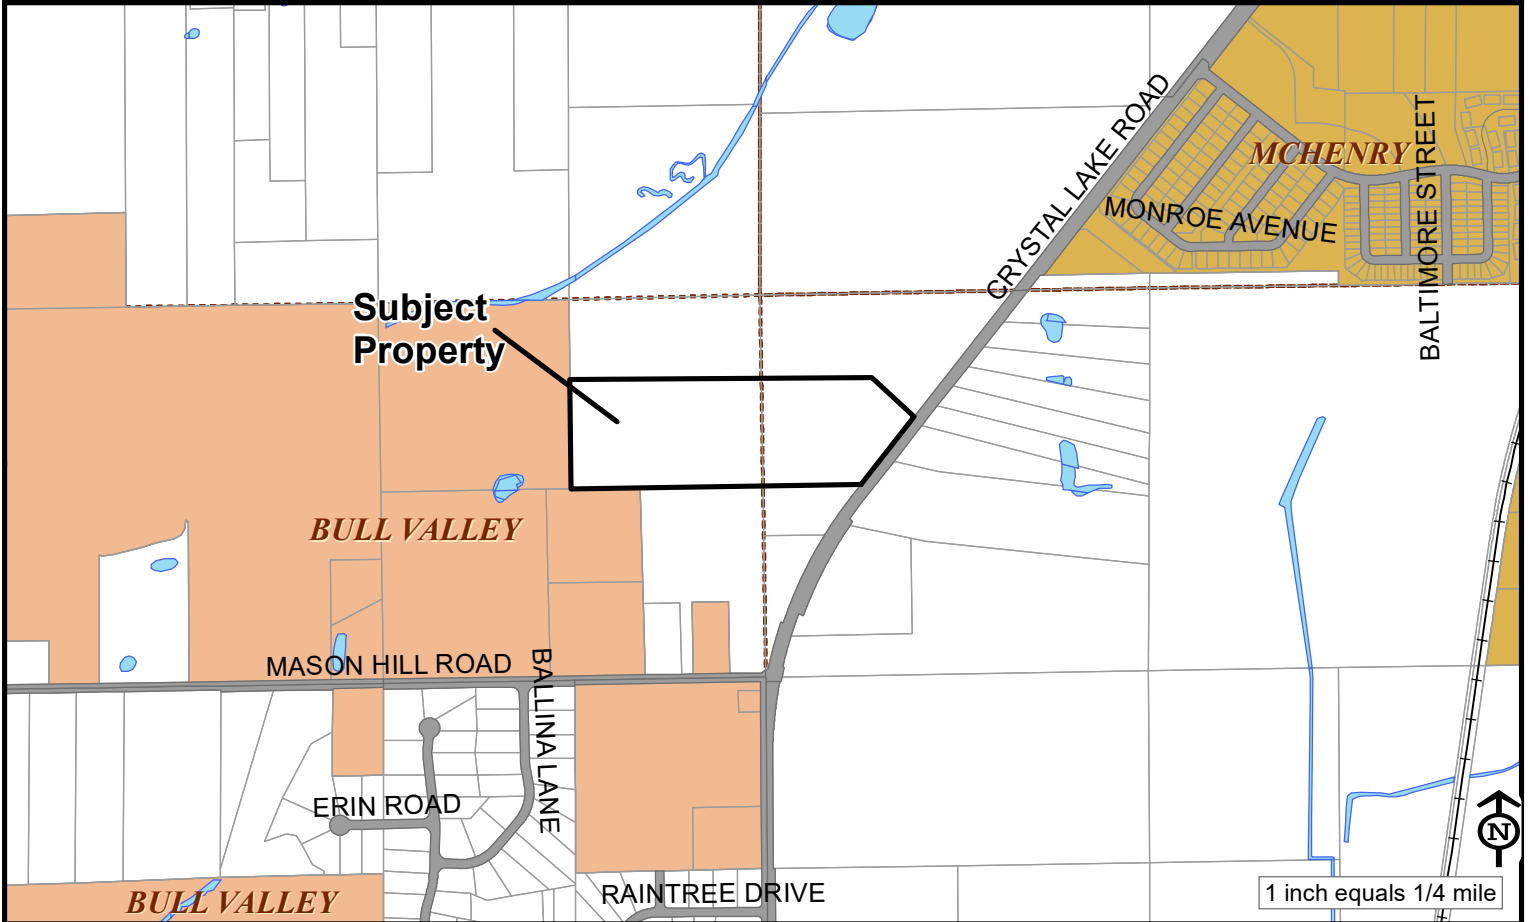 CRYSTAL LAKE ROAD
MCHENRY
MONROE AVENUE
BALTIMORE STREET
Subject
Property
BULL VALLEY
MASON HILL ROAD
BALLINA LANE
ERIN ROAD
RAINTREE DRIVE
BULL VALLEY
N
1 inch equals 1/4 mile